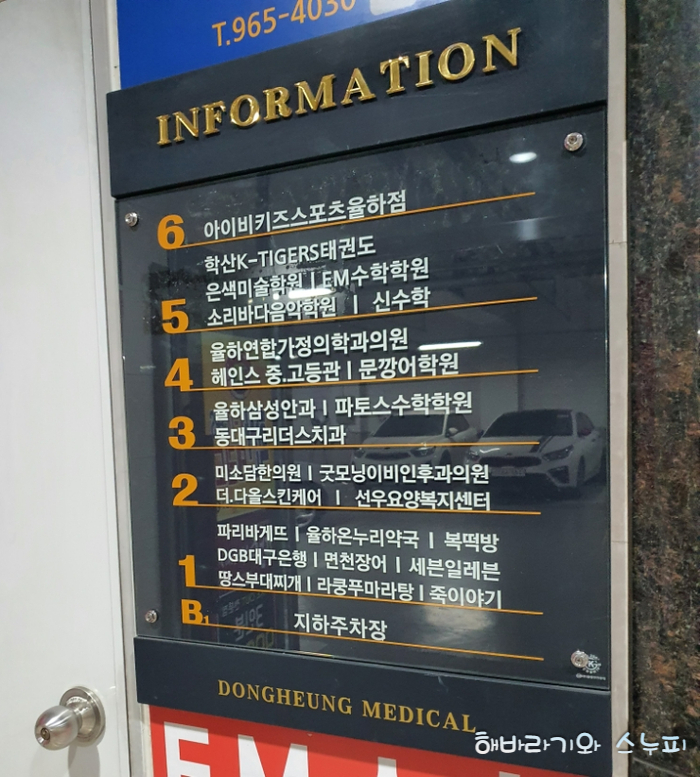 T.965-4030
INFORMATION
6 아이비키즈스포츠율하점
학산K-TIGERS태권도
은색미술학원 | EM수학학원
5 소리바다음악학원 | 신수학
율하연합가정의학과의원
4 헤인스 중.고등관 | 문깡어학원
율하삼성안과 | 파토스수학학원
3 동대구리더스치과
미소담한의원 | 굿모닝이비인후과의원
2 더.다올스킨케어 | 선우요양복지센터
파리바게뜨 | 율하온누리약국 | 복떡방
DGB대구은행 | 면천장어 | 세븐일레븐
1 땅스부대찌개 | 라쿵푸마라탕 | 죽이야기
B1 지하주차장
DONGHEUNG MEDICAL
해바라기와 스누피